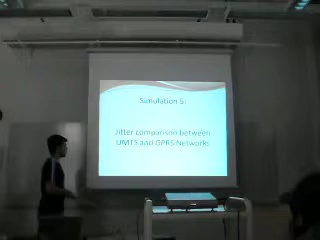 Simulation 5:
Jitter comparison between
UMTS and GPRS Networks